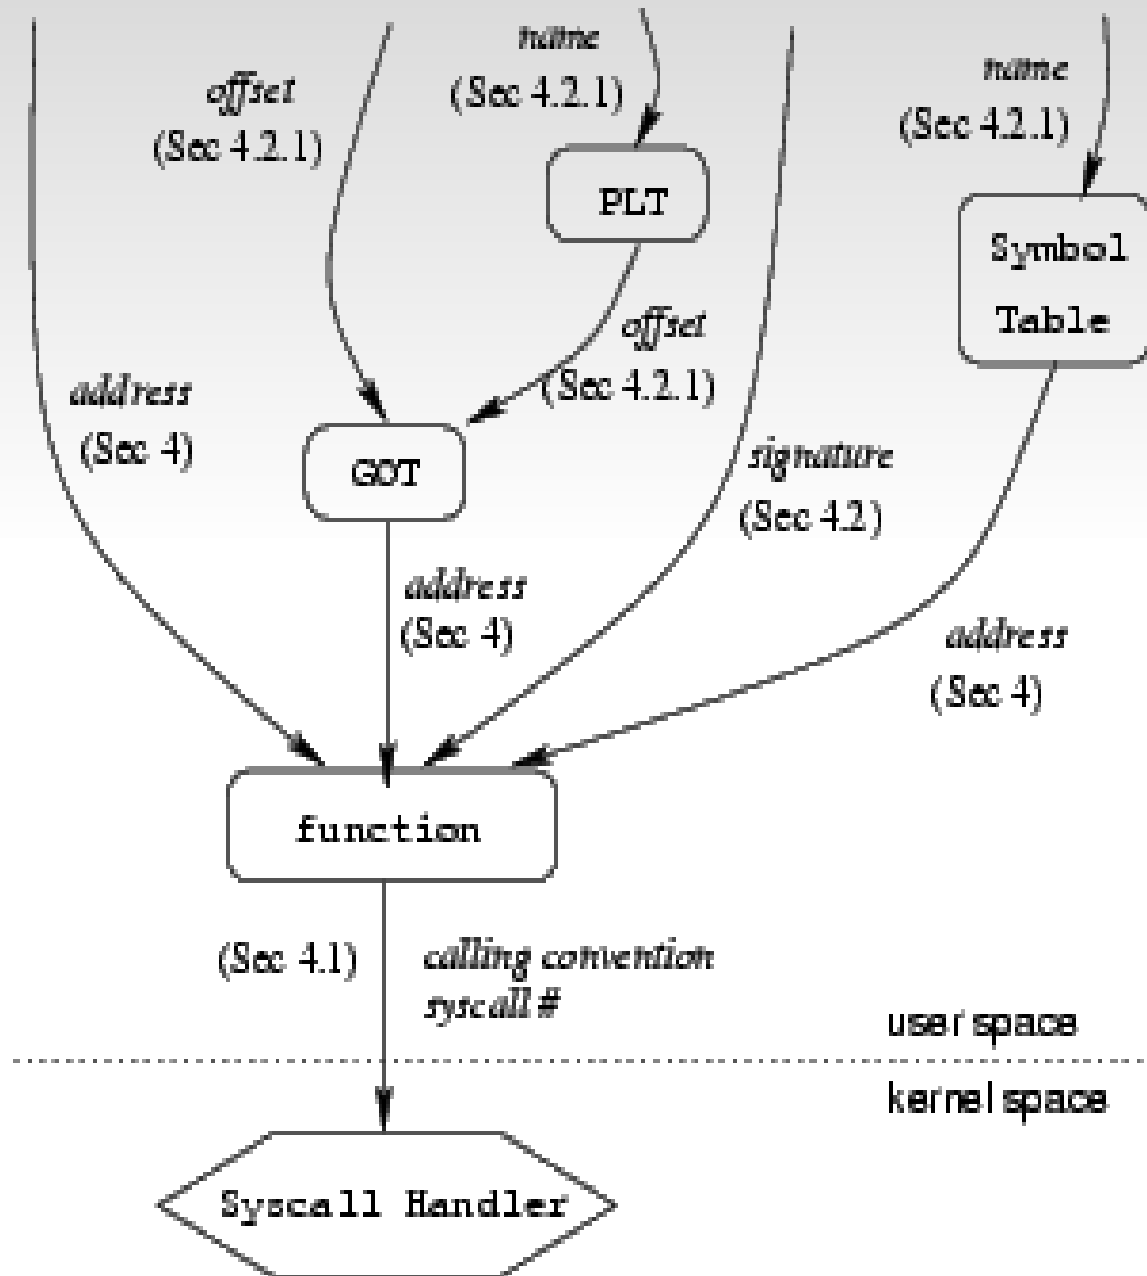 name
(Sec 4.2.1)
offset
(Sec 4.2.1)
name
(Sec 4.2.1)
PLT
Symbol
Table
offset
(Sec 4.2.1)
address
(Sec 4)
GOT
signature
(Sec 4.2)
address
(Sec 4)
address
(Sec 4)
function
(Sec 4.1)
calling convention
syscall #
user space
kernel space
Syscall Handler